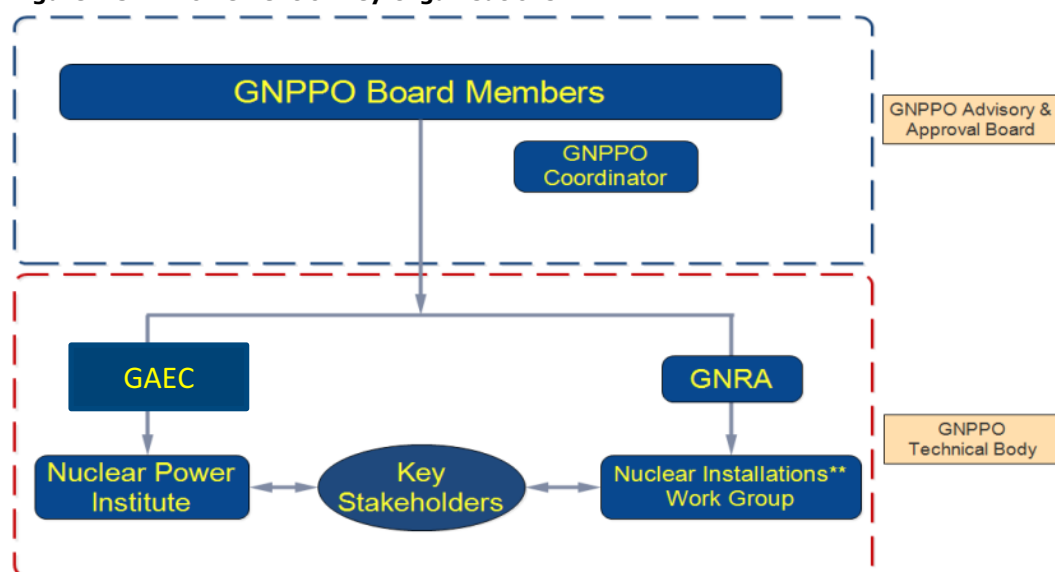 GNPPO Board Members
GNPPO
Coordinator
GNPPO Advisory &
Approval Board
GAEC
GNRA
Nuclear Power
Institute
Key
Stakeholders
Nuclear Installations**
Work Group
GNPPO
Technical Body